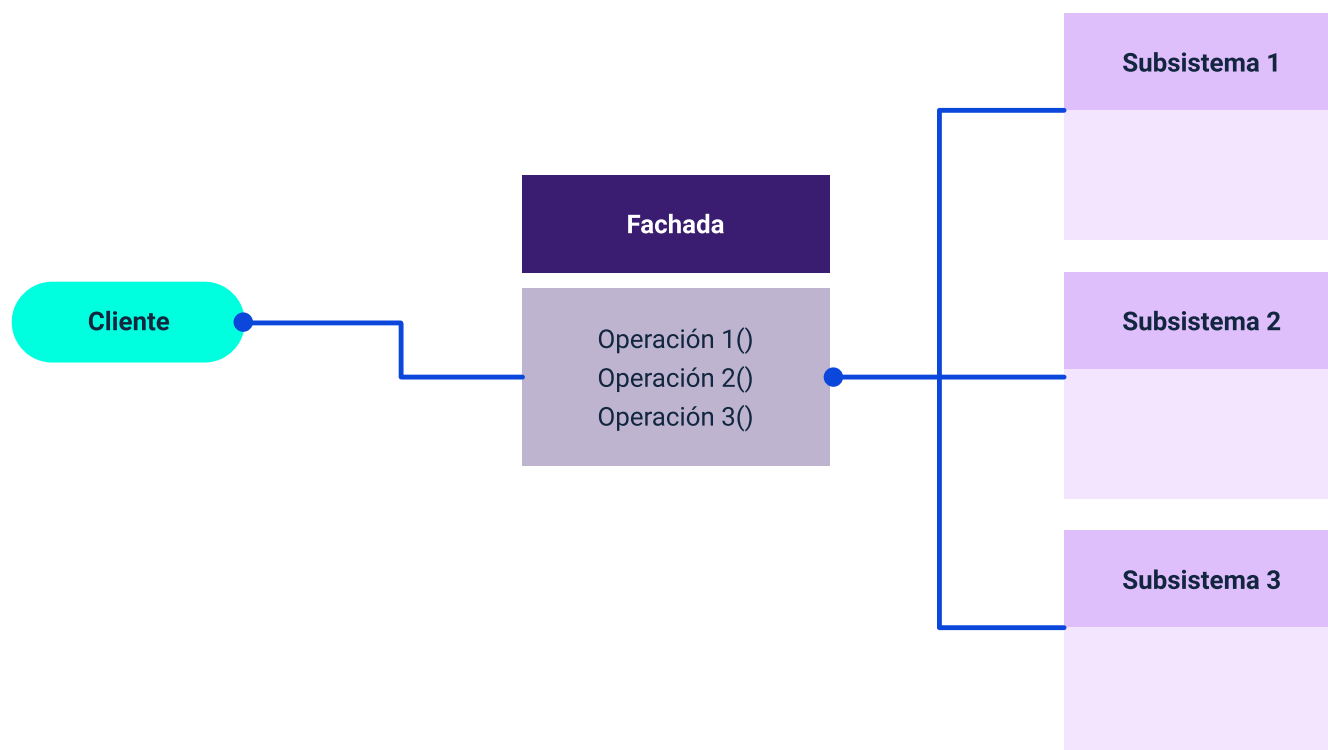 Cliente
Fachada
Operación 1()
Operación 2()
Operación 3()
Subsistema 1
Subsistema 2
Subsistema 3